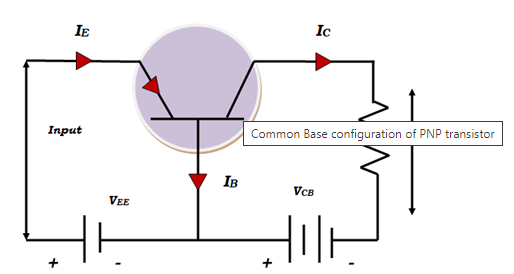 IE
IC
Input
Common Base configuration of PNP transistor
IB
VEE
VCB
+
-
+
-